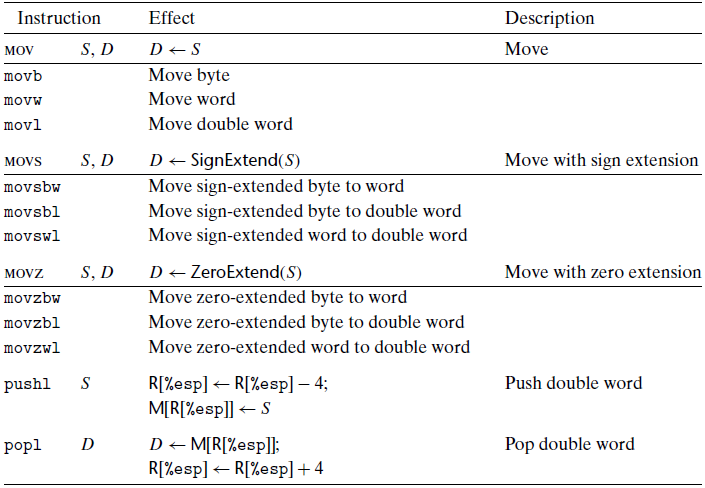 Instruction Effect Description
MOV S, D D ← S Move
movb Move byte
movw Move word
movl Move double word
MOVS S, D D ← SignExtend(S) Move with sign extension
movsbw Move sign-extended byte to word
movsbl Move sign-extended byte to double word
movswl Move sign-extended word to double word
MOVZ S, D D ← ZeroExtend(S) Move with zero extension
movzbw Move zero-extended byte to word
movzbl Move zero-extended byte to double word
movzwl Move zero-extended word to double word
pushl S R[%esp] ← R[%esp] – 4; Push double word
M[R[%esp]] ← S
popl D D ← M[R[%esp]]; Pop double word
R[%esp] ← R[%esp] + 4